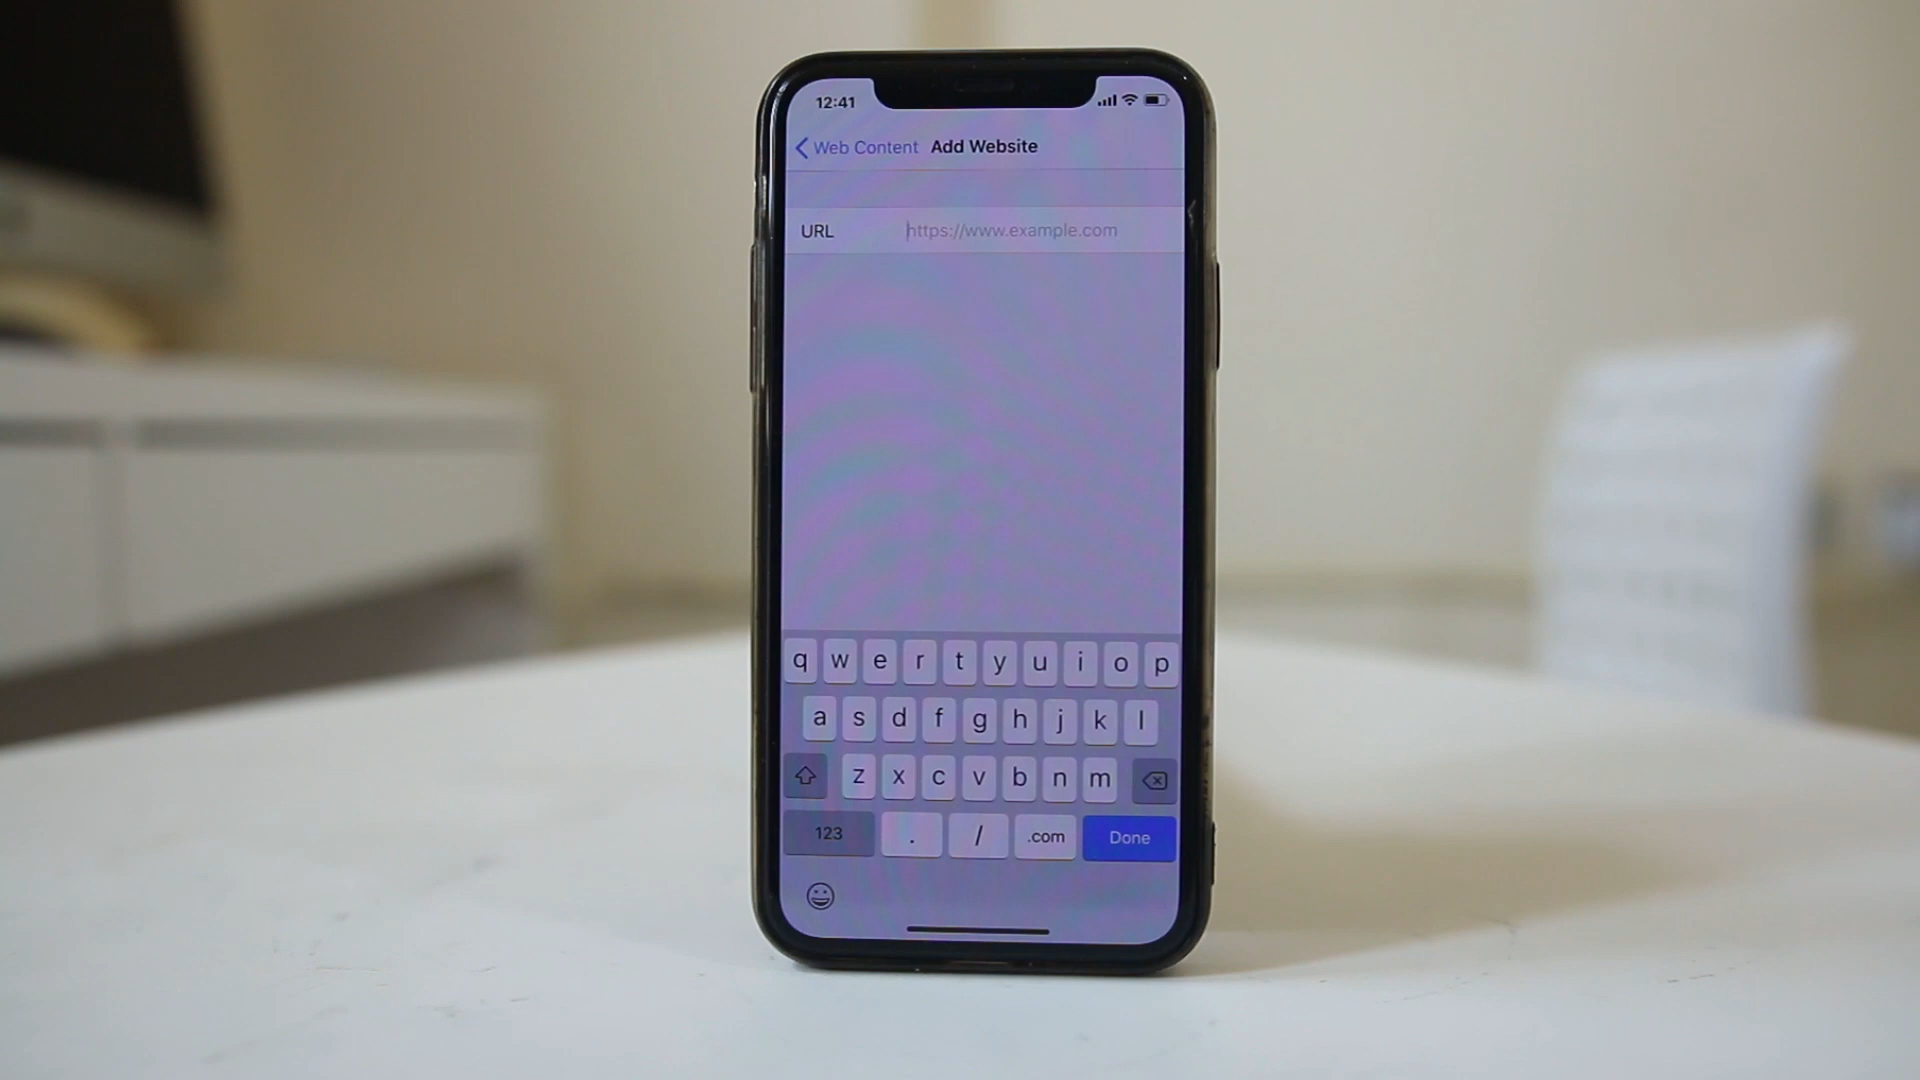 12:41
Web Content Add Website
URL https://www.example.com
q w e r t y u i o p
a s d f g h j k l
z x c v b n m
123 . / .com Done